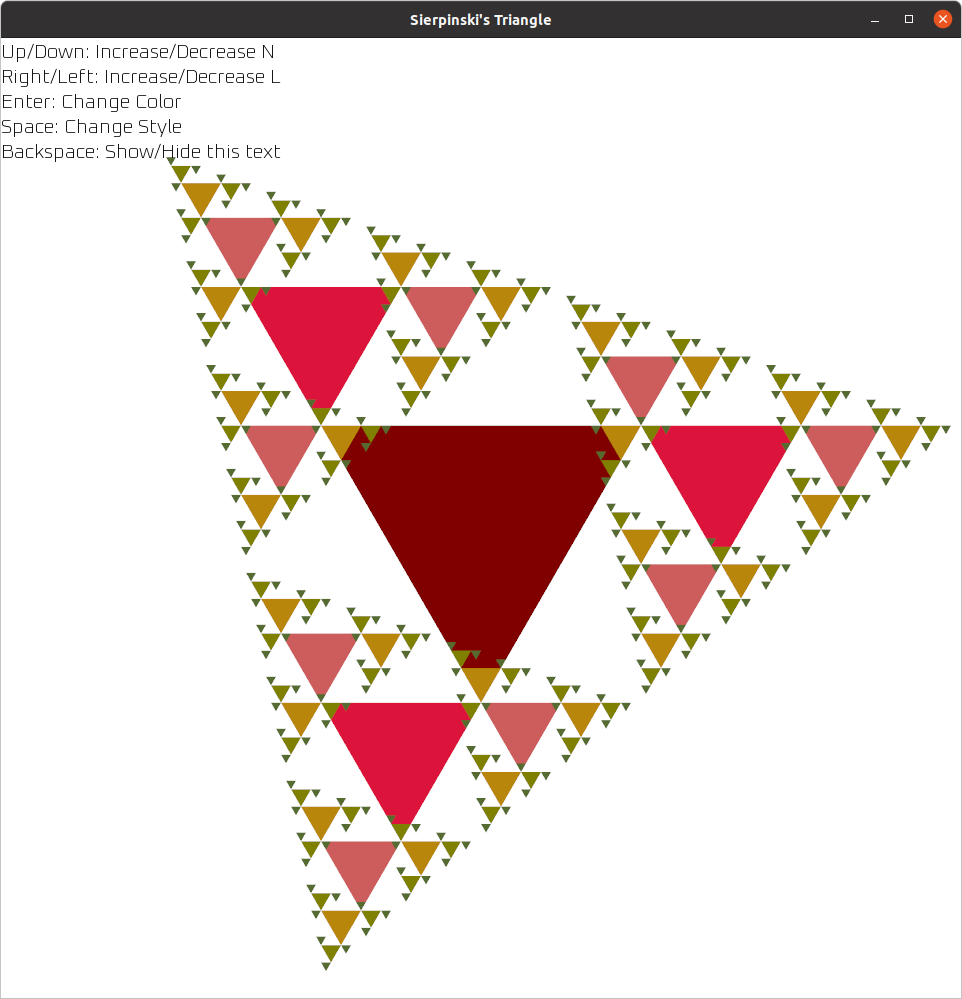 Sierpinski's Triangle
Up/Down: Increase/Decrease N
Right/Left: Increase/Decrease L
Enter: Change Color
Space: Change Style
Backspace: Show/Hide this text